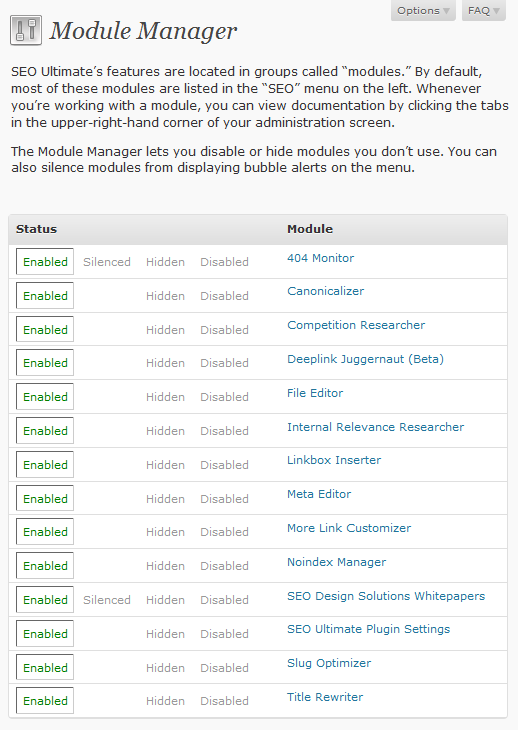 Options FAQ
Module Manager
SEO Ultimate’s features are located in groups called “modules.” By default,
most of these modules are listed in the “SEO” menu on the left. Whenever
you’re working with a module, you can view documentation by clicking the tabs
in the upper-right-hand corner of your administration screen.
The Module Manager lets you disable or hide modules you don’t use. You can
also silence modules from displaying bubble alerts on the menu.
Status Module
Enabled Silenced Hidden Disabled 404 Monitor
Enabled Hidden Disabled Canonicalizer
Enabled Hidden Disabled Competition Researcher
Enabled Hidden Disabled Deeplink Juggernaut (Beta)
Enabled Hidden Disabled File Editor
Enabled Hidden Disabled Internal Relevance Researcher
Enabled Hidden Disabled Linkbox Inserter
Enabled Hidden Disabled Meta Editor
Enabled Hidden Disabled More Link Customizer
Enabled Hidden Disabled Noindex Manager
Enabled Silenced Hidden Disabled SEO Design Solutions Whitepapers
Enabled Hidden Disabled SEO Ultimate Plugin Settings
Enabled Hidden Disabled Slug Optimizer
Enabled Hidden Disabled Title Rewriter